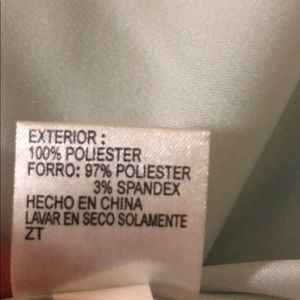 EXTERIOR :
100% POLIESTER
FORRO: 97% POLIESTER
3% SPANDEX
HECHO EN CHINA
LAVAR EN SECO SOLAMENTE
ZT